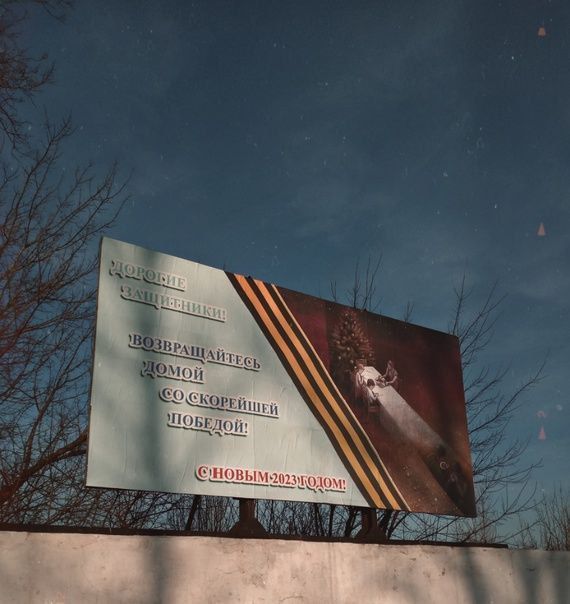 ДОРОГИЕ
ЗАЩИТНИКИ!
ВОЗВРАЩАЙТЕСЬ
ДОМОЙ
СО СКОРЕЙШЕЙ
ПОБЕДОЙ!
С НОВЫМ 2023 ГОДОМ!